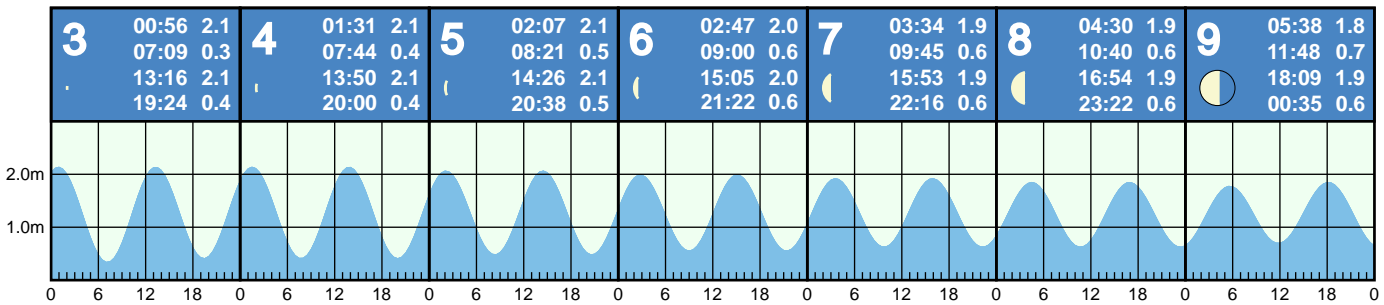 3 00:56 2.1 4 01:31 2.1 5 02:07 2.1 6 02:47 2.0 7 03:34 1.9 8 04:30 1.9 9 05:38 1.8
07:09 0.3 07:44 0.4 08:21 0.5 09:00 0.6 09:45 0.6 10:40 0.6 11:48 0.7
13:16 2.1 13:50 2.1 14:26 2.1 15:05 2.0 15:53 1.9 16:54 1.9 18:09 1.9
19:24 0.4 20:00 0.4 20:38 0.5 21:22 0.6 22:16 0.6 23:22 0.6 00:35 0.6
2.0m
1.0m
0 6 12 18 0 6 12 18 0 6 12 18 0 6 12 18 0 6 12 18 0 6 12 18 0 6 12 18 0